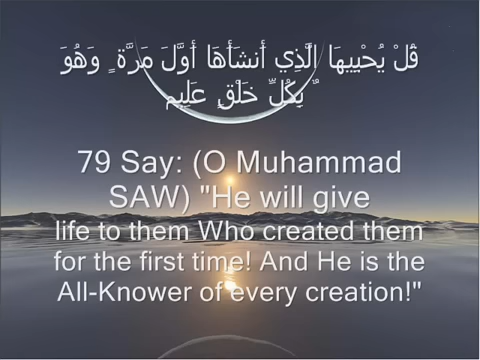 قُلْ يُحْيِيهَا الَّذِي أَنشَأَهَا أَوَّلَ مَرَّةٍ ۖ وَهُوَ
بِكُلِّ خَلْقٍ عَلِيمٌ
79 Say: (O Muhammad
SAW) "He will give
life to them Who created them
for the first time! And He is the
All-Knower of every creation!"